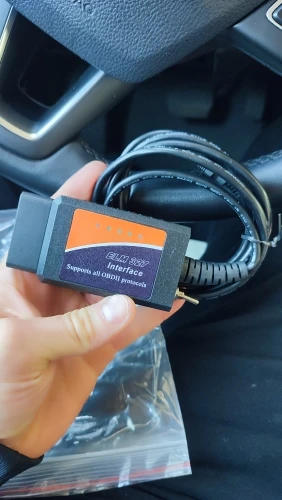 ELM 327
Interface
Supports all OBDII protocols